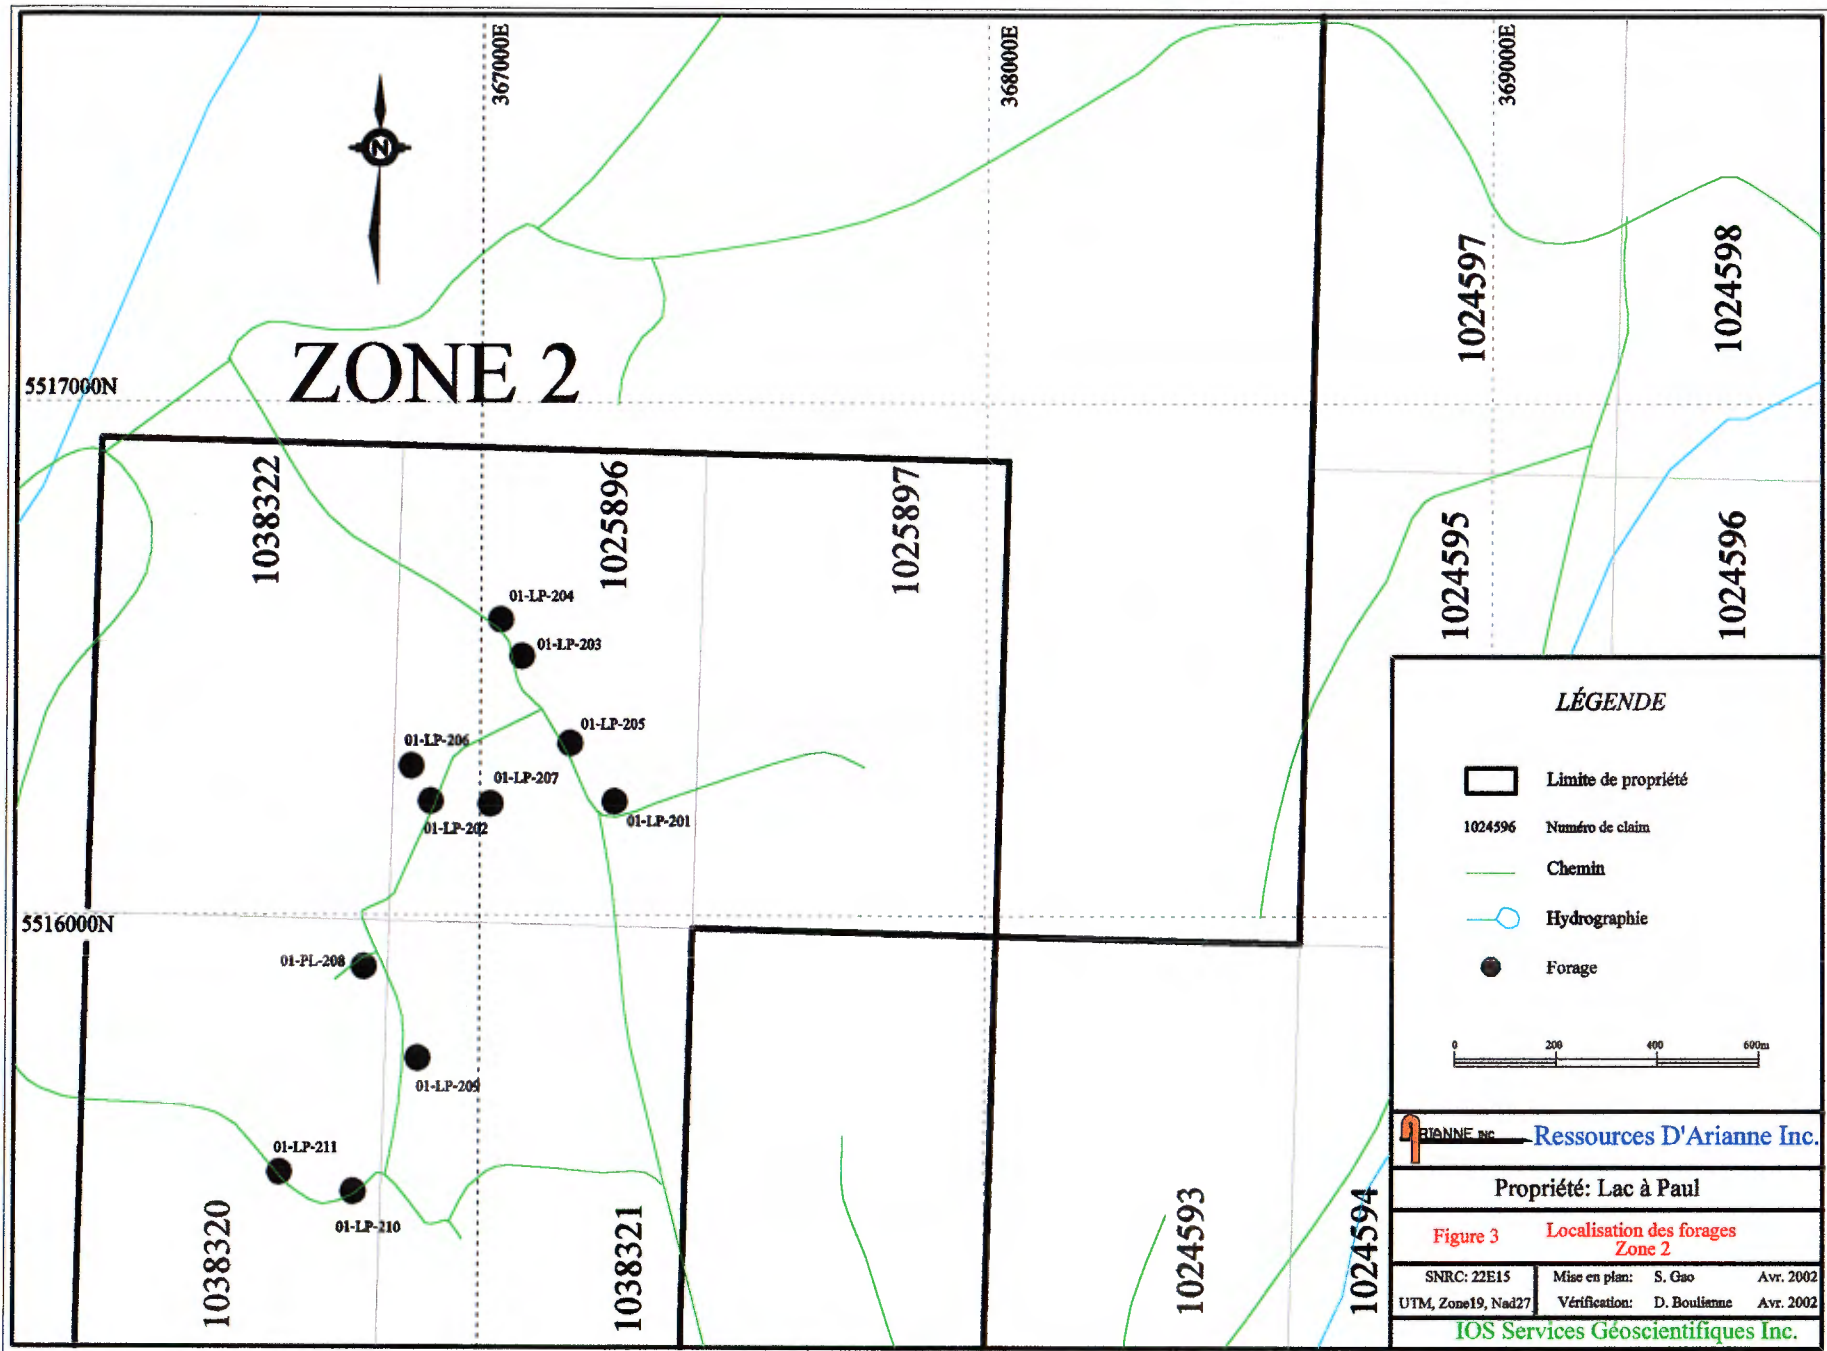 367000E
368000E
369000E
N
ZONE 2
5517000N
5516000N
1024597
1024598
1038322
1025896
1025897
1024595
1024596
01-LP-204
01-LP-203
01-LP-205
01-LP-206
01-LP-207
01-LP-202
01-LP-201
01-PL-208
01-LP-209
01-LP-211
01-LP-210
1038320
1038321
1024593
1024594
LÉGENDE
Limite de propriété
1024596 Numéro de claim
Chemin
Hydrographie
Forage
0 200 400 600m
ARIANNE INC
Ressources D'Arianne Inc.
Propriété: Lac à Paul
Figure 3 Localisation des forages
Zone 2
SNRC: 22E15 Mise en plan: S. Gao Avr. 2002
UTM, Zone19, Nad27 Vérification: D. Boulianne Avr. 2002
IOS Services Géoscientifiques Inc.